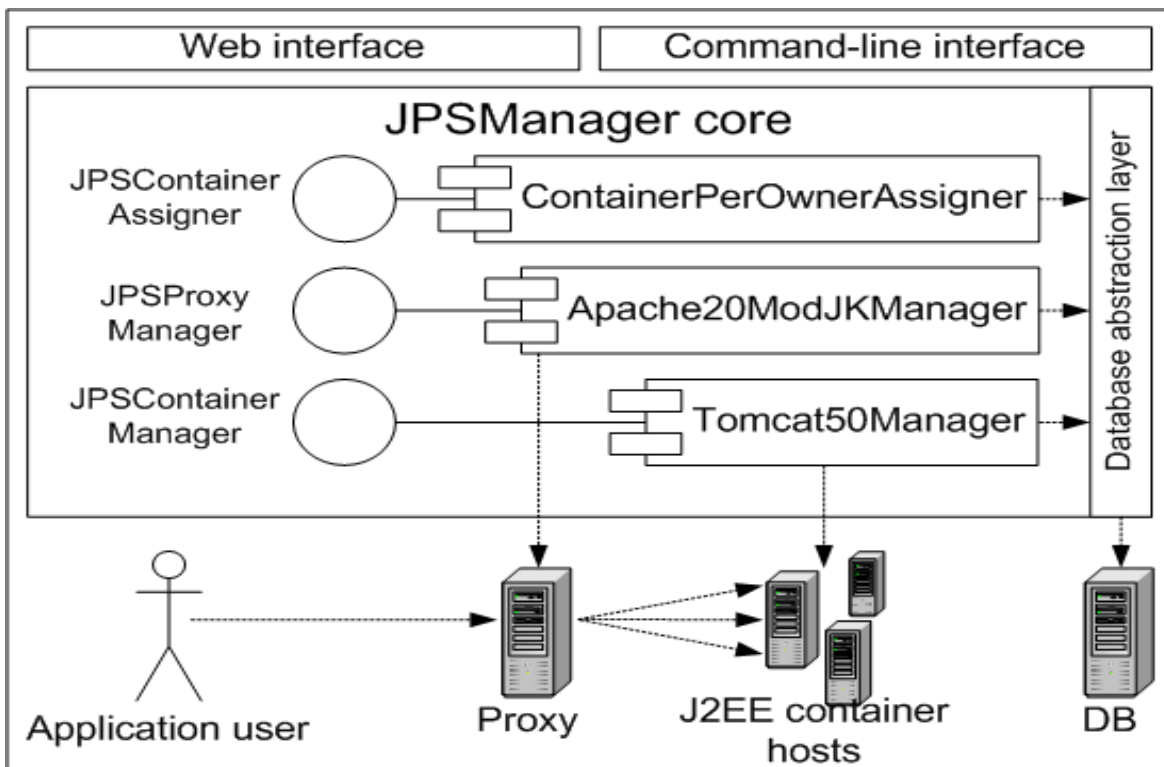 Web interface
Command-line interface
JPSManager core
JPSContainer
Assigner
ContainerPerOwnerAssigner
JPSProxy
Manager
Apache20ModJKManager
JPSContainer
Manager
Tomcat50Manager
Database abstraction layer
Application user
Proxy
J2EE container
hosts
DB